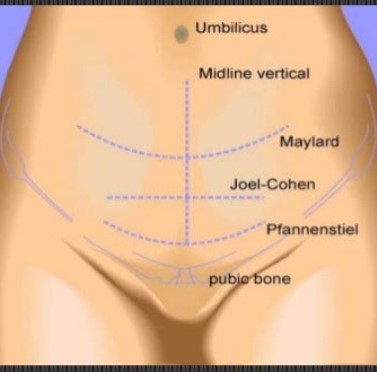 Umbilicus
Midline vertical
Maylard
Joel-Cohen
Pfannenstiel
pubic bone